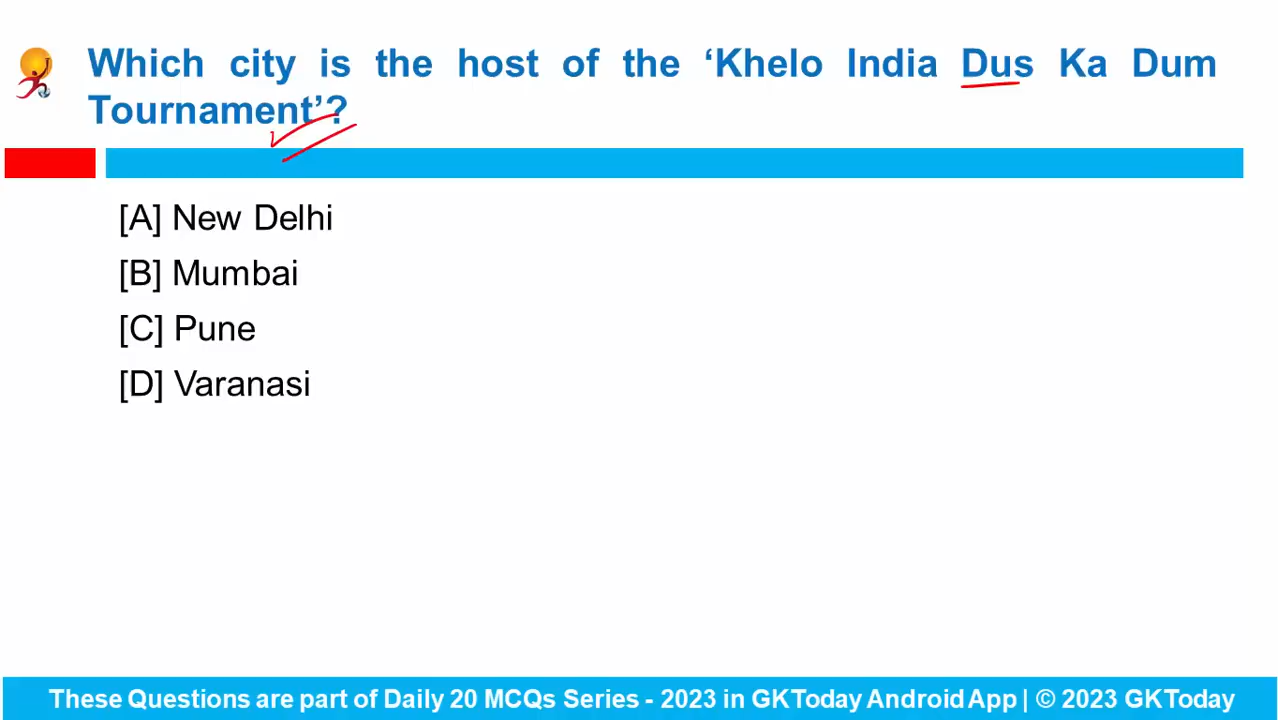 Which city is the host of the ‘Khelo India Dus Ka Dum
Tournament’?
[A] New Delhi
[B] Mumbai
[C] Pune
[D] Varanasi
These Questions are part of Daily 20 MCQs Series - 2023 in GKToday Android App | © 2023 GKToday